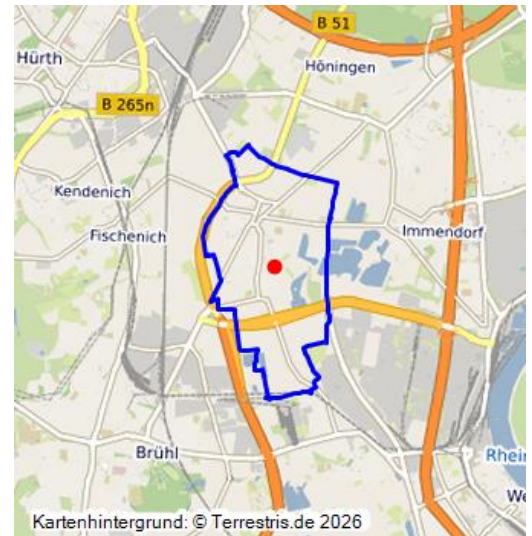 B 51
Hürth
Höningen
B 265n
Kendenich
Fischenich
Immendorf
Brühl
Rhein
We
Kartenhintergrund: © Terrestris.de 2026